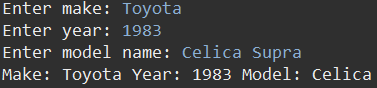 Enter make: Toyota
Enter year: 1983
Enter model name: Celica Supra
Make: Toyota Year: 1983 Model: Celica